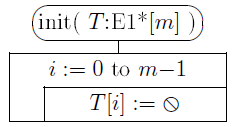 init( T:E1*[m] )
i := 0 to m−1
T[i] := ⦸